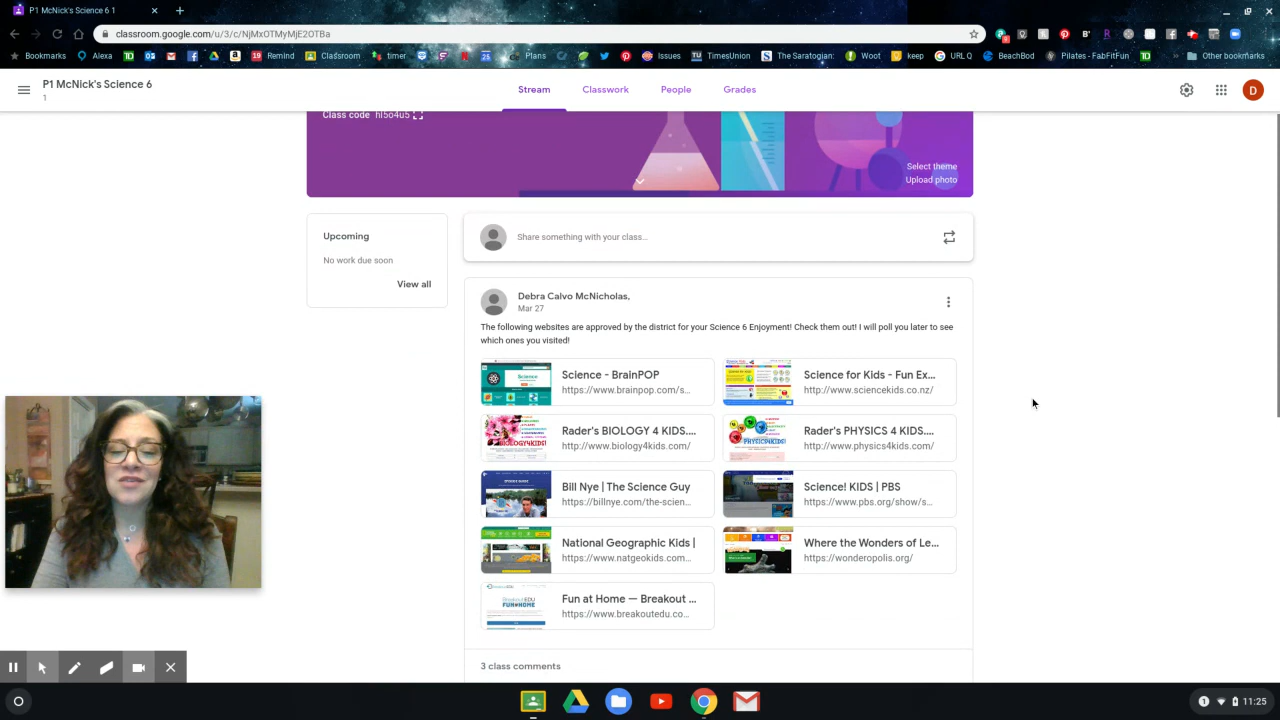 P1 McNick's Science 6 1
classroom.google.com/u/3/c/NjMxOTMyMjE2OTBa
Bookmarks Alexa Remind Classroom timer Plans Issues TimesUnion The Saratogian: Woot keep URL Q BeachBod Pilates - FabFitFun Other bookmarks
P1 McNick's Science 6
1
Stream Classwork People Grades
D
Class code hl5o4u5
Select theme
Upload photo
Upcoming
No work due soon
View all
Share something with your class…
Debra Calvo McNicholas,
Mar 27
The following websites are approved by the district for your Science 6 Enjoyment! Check them out! I will poll you later to see
which ones you visited!
Science - BrainPOP
https://www.brainpop.com/s…
Science for Kids - Fun Ex…
http://www.sciencekids.co.nz/
Rader's BIOLOGY 4 KIDS.…
http://www.biology4kids.com/
Rader's PHYSICS 4 KIDS.…
http://www.physics4kids.com/
Bill Nye | The Science Guy
https://billnye.com/the-scien…
Science! KIDS | PBS
https://www.pbs.org/show/s…
National Geographic Kids |
https://www.natgeokids.com…
Where the Wonders of Le…
https://wonderopolis.org/
Fun at Home — Breakout …
https://www.breakoutedu.co…
3 class comments
11:25